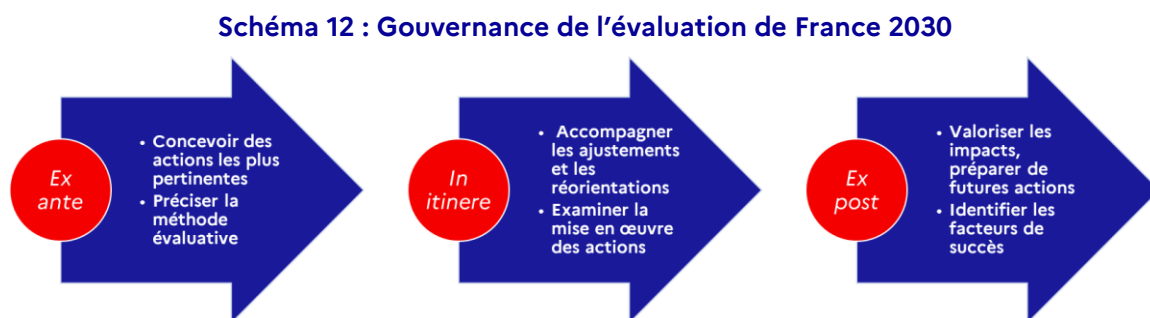 Schéma 12 : Gouvernance de l'évaluation de France 2030
Ex
ante
• Concevoir des
actions les plus
pertinentes
• Préciser la
méthode
évaluative
In
itinere
• Accompagner
les ajustements
et les
réorientations
• Examiner la
mise en œuvre
des actions
Ex
post
• Valoriser les
impacts,
préparer de
futures actions
• Identifier les
facteurs de
succès